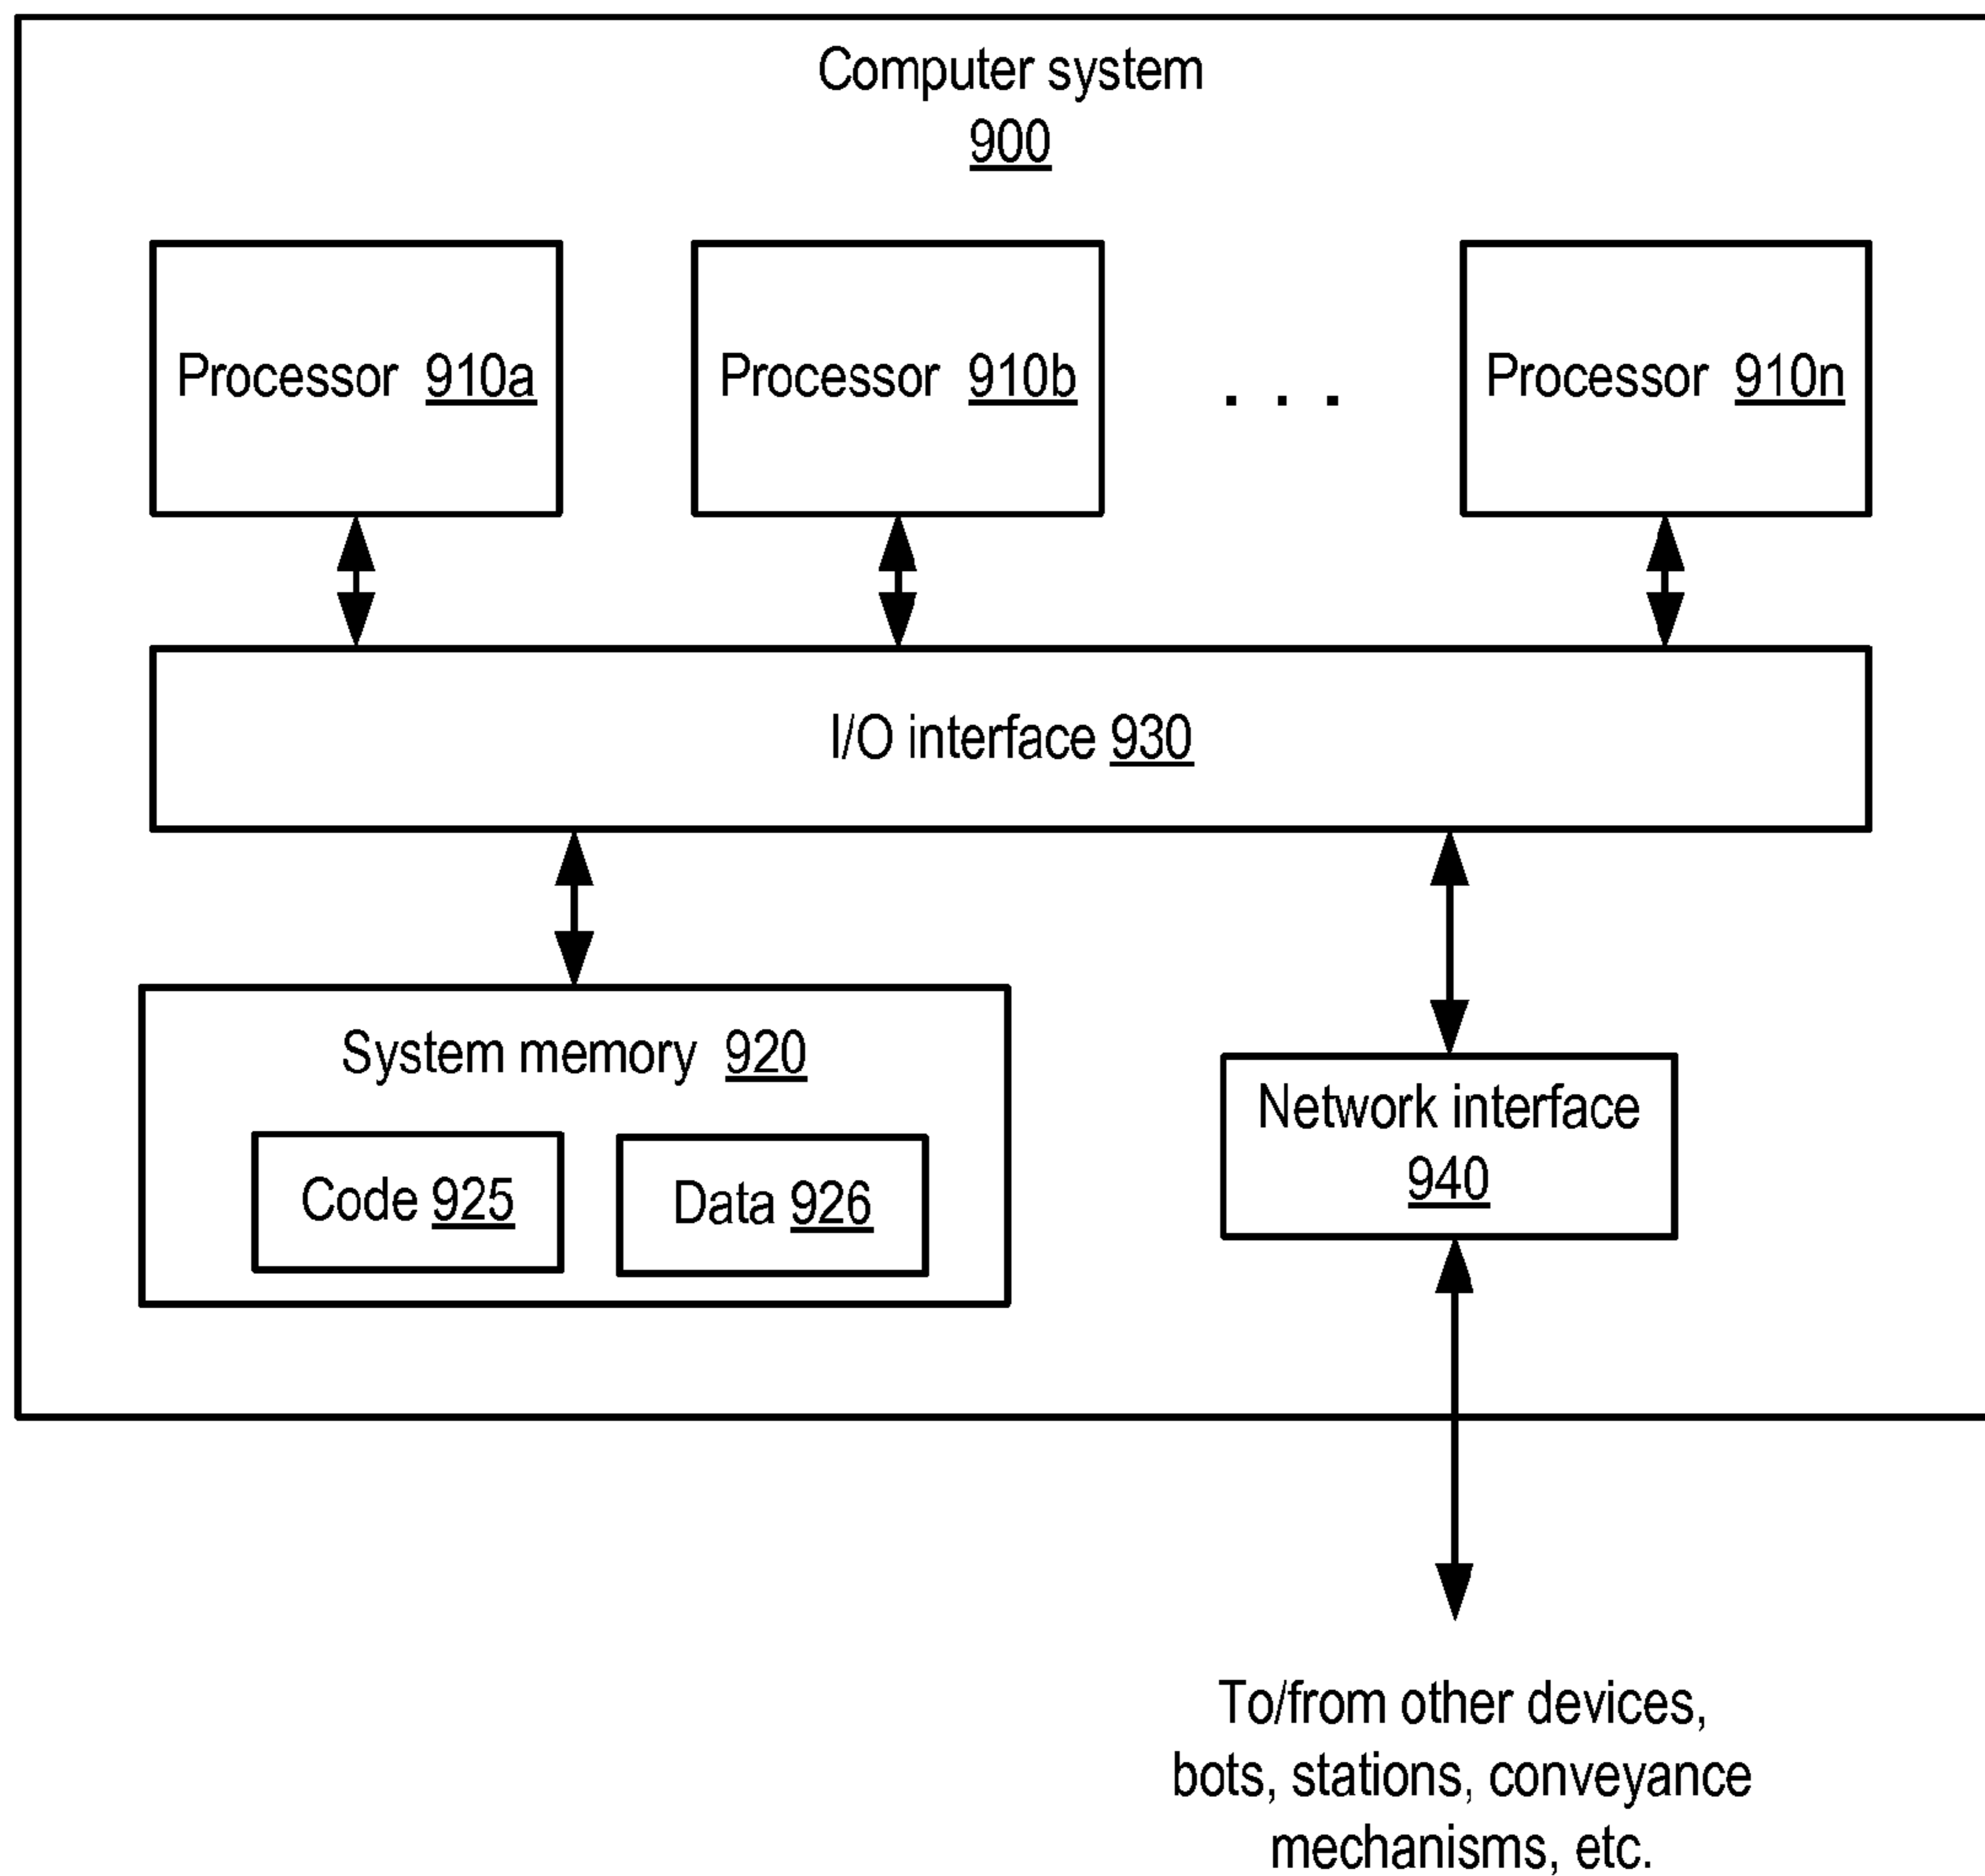 Computer system
900
Processor 910a
Processor 910b
. . .
Processor 910n
I/O interface 930
System memory 920
Code 925
Data 926
Network interface
940
To/from other devices,
bots, stations, conveyance
mechanisms, etc.